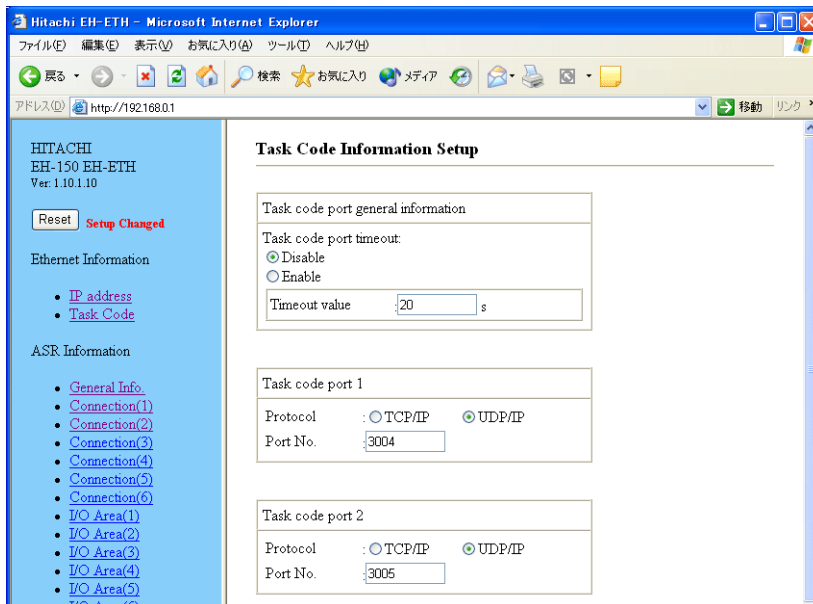 Hitachi EH-ETH - Microsoft Internet Explorer
ファイル(F) 編集(E) 表示(V) お気に入り(A) ツール(T) ヘルプ(H)
戻る 検索 お気に入り メディア
アドレス(D) http://192.168.0.1 移動 リンク »
HITACHI
EH-150 EH-ETH
Ver: 1.10.1.10
Reset Setup Changed
Ethernet Information
IP address
Task Code
ASR Information
General Info.
Connection(1)
Connection(2)
Connection(3)
Connection(4)
Connection(5)
Connection(6)
I/O Area(1)
I/O Area(2)
I/O Area(3)
I/O Area(4)
I/O Area(5)
Task Code Information Setup
Task code port general information
Task code port timeout:
Disable
Enable
Timeout value :20 s
Task code port 1
Protocol : TCP/IP UDP/IP
Port No. :3004
Task code port 2
Protocol : TCP/IP UDP/IP
Port No. :3005